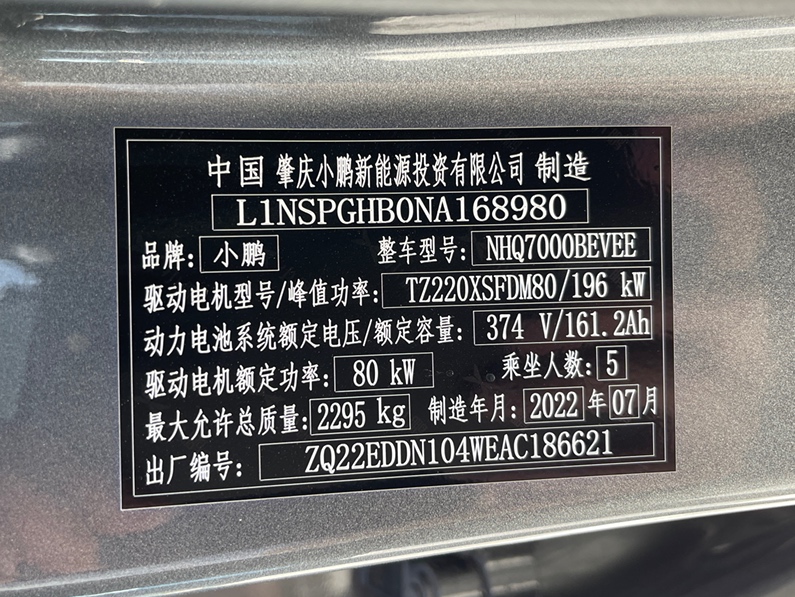 中国 肇庆小鹏新能源投资有限公司 制造
L1NSPGHB0NA168980
品牌: 小鹏 整车型号: NHQ7000BEVEE
驱动电机型号/峰值功率: TZ220XSFDM80/196 kW
动力电池系统额定电压/额定容量: 374 V/161.2Ah
驱动电机额定功率: 80 kW 乘坐人数: 5
最大允许总质量: 2295 kg 制造年月: 2022 年 07 月
出厂编号: ZQ22EDDN104WEAC186621